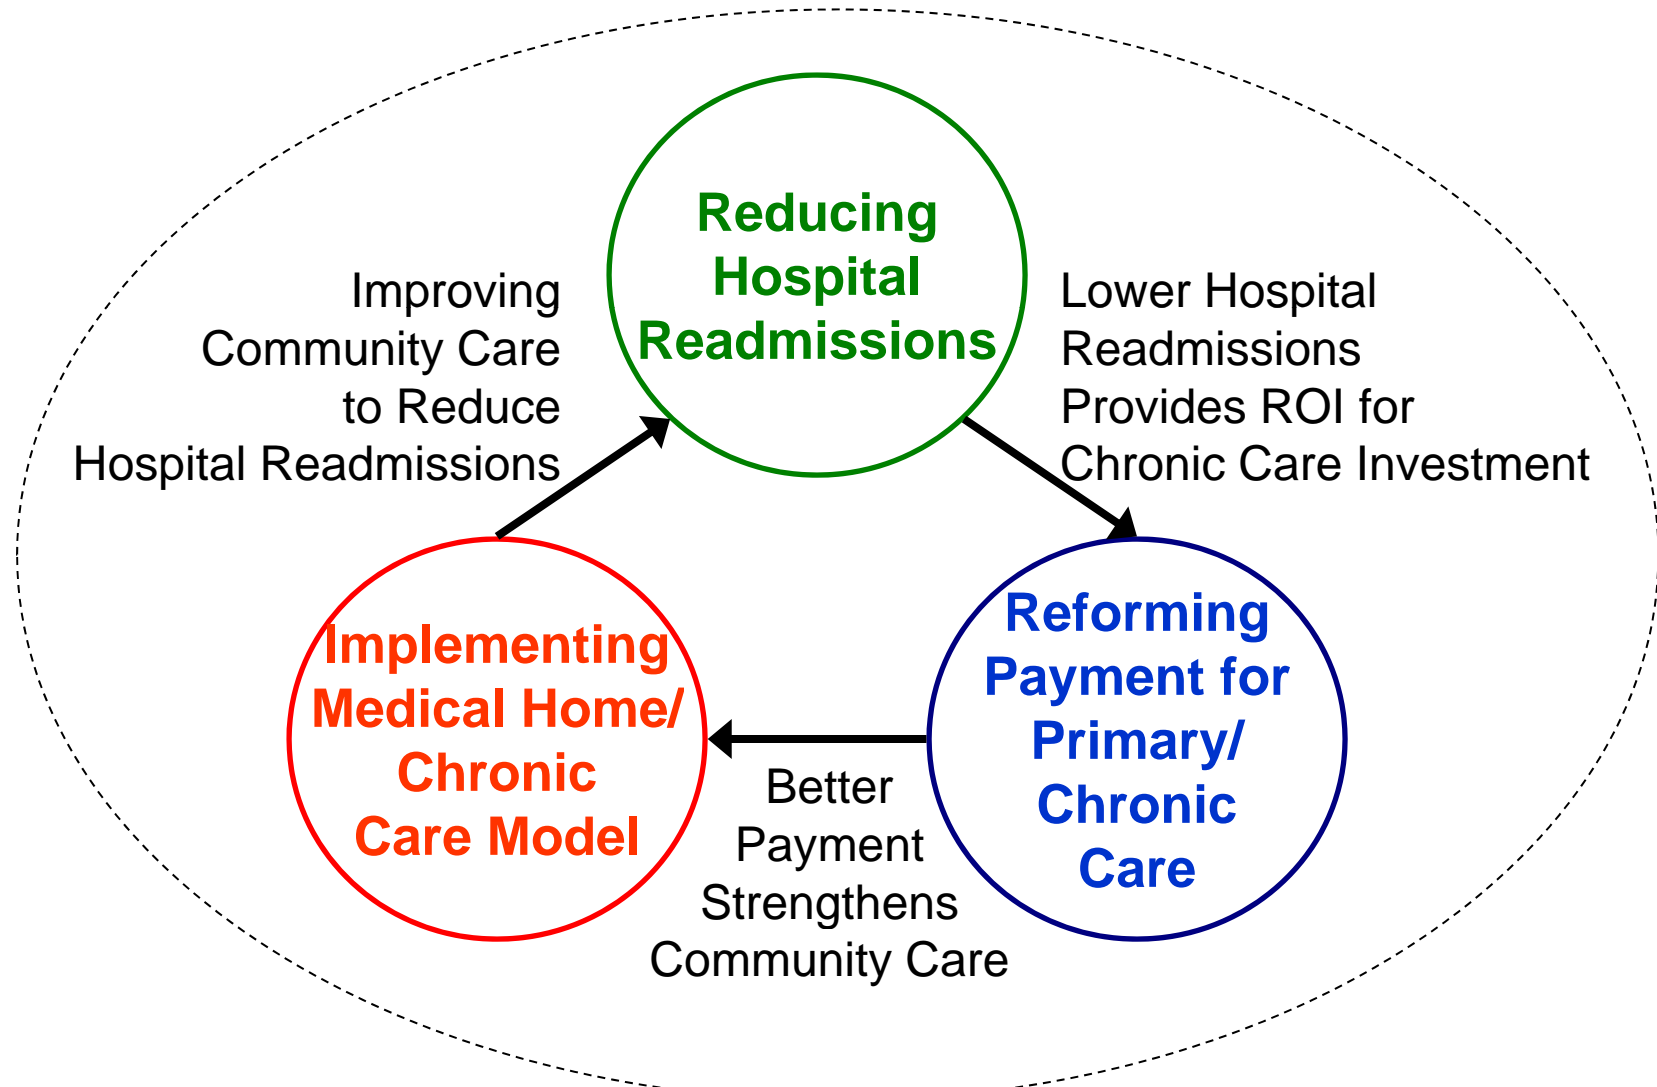 Reducing
Hospital
Readmissions
Improving
Community Care
to Reduce
Hospital Readmissions
Lower Hospital
Readmissions
Provides ROI for
Chronic Care Investment
Implementing
Medical Home/
Chronic
Care Model
Reforming
Payment for
Primary/
Chronic
Care
Better
Payment
Strengthens
Community Care